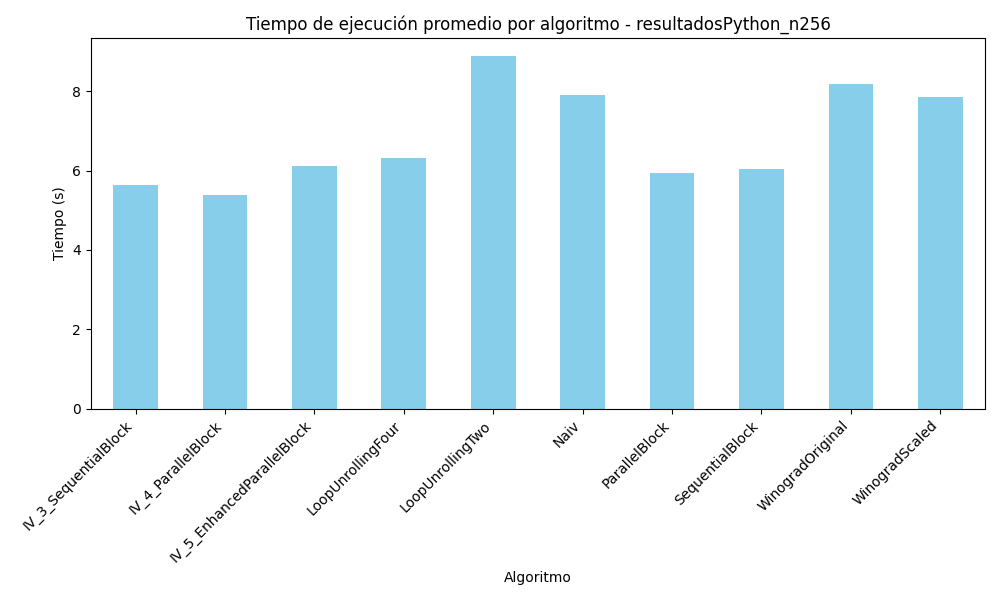 Tiempo de ejecución promedio por algoritmo - resultadosPython_n256
Tiempo (s)
8
6
4
2
0
IV_3_SequentialBlock
IV_4_ParallelBlock
IV_5_EnhancedParallelBlock
LoopUnrollingFour
LoopUnrollingTwo
Naiv
ParallelBlock
SequentialBlock
WinogradOriginal
WinogradScaled
Algoritmo